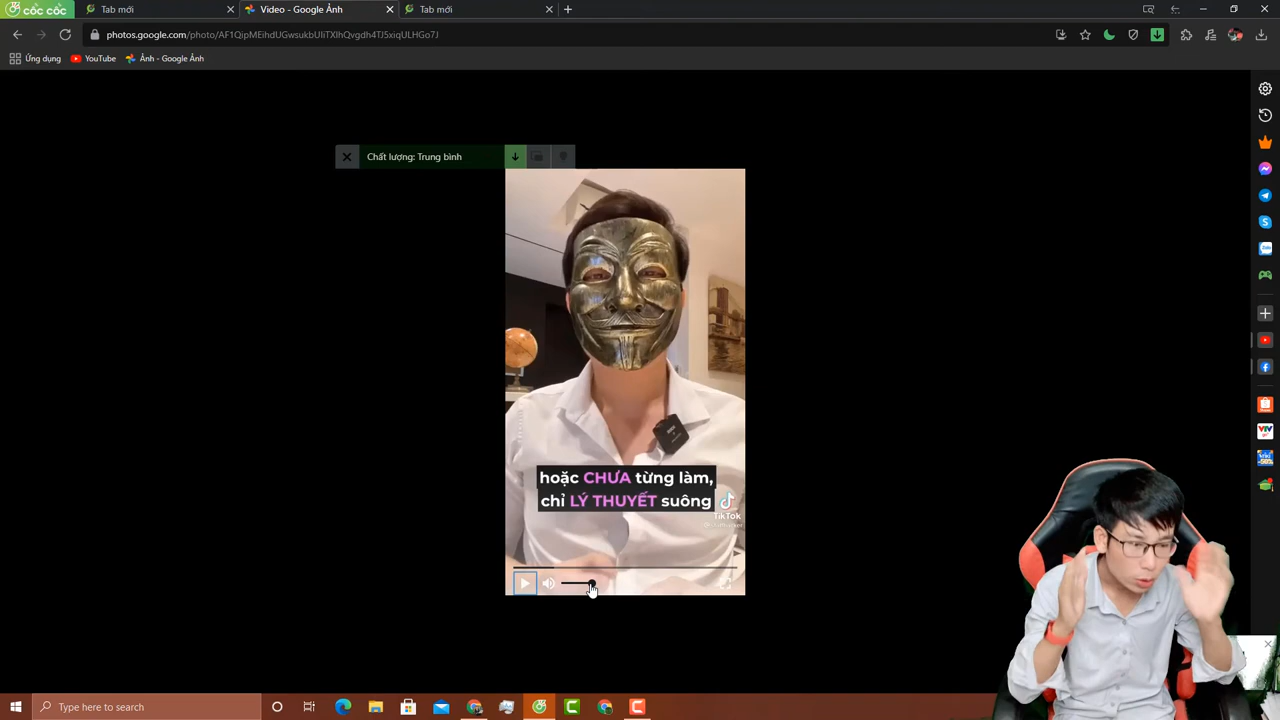 cốc cốc
Tab mới
Video - Google Ảnh
Tab mới
photos.google.com/photo/AF1QipMEihdUGwsukbUIiTXlhQvgdh4TJ5xiqULHGo7J
Ứng dụng
YouTube
Ảnh - Google Ảnh
Chất lượng: Trung bình
hoặc CHƯA từng làm,
chỉ LÝ THUYẾT suông
TikTok
Type here to search